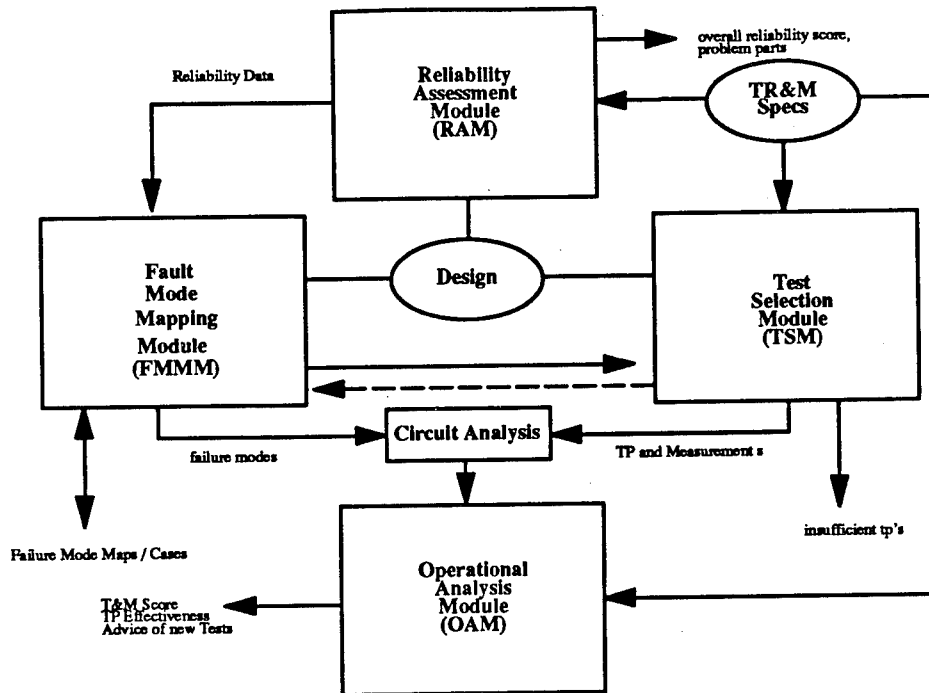 overall reliability score,
problem parts
Reliability Data
Reliability
Assessment
Module
(RAM)
TR&M
Specs
Fault
Mode
Mapping
Module
(FMMM)
Design
Test
Selection
Module
(TSM)
Circuit Analysis
failure modes
TP and Measurement s
insufficient tp's
Failure Mode Maps / Cases
Operational
Analysis
Module
(OAM)
T&M Score
TP Effectiveness
Advice of new Tests